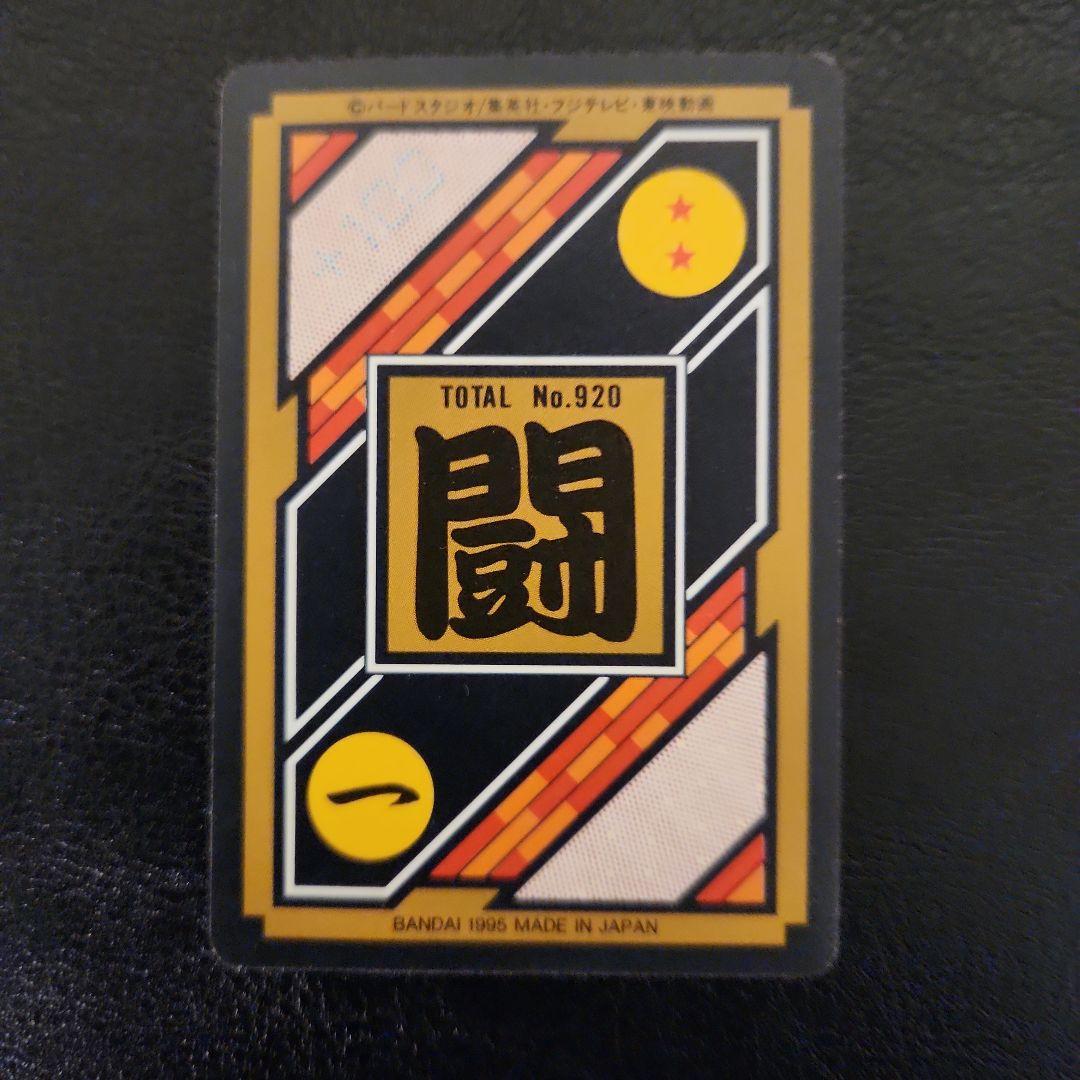 ©バードスタジオ/集英社・フジテレビ・東映動画
TOTAL No.920
闘
一
BANDAI 1995 MADE IN JAPAN